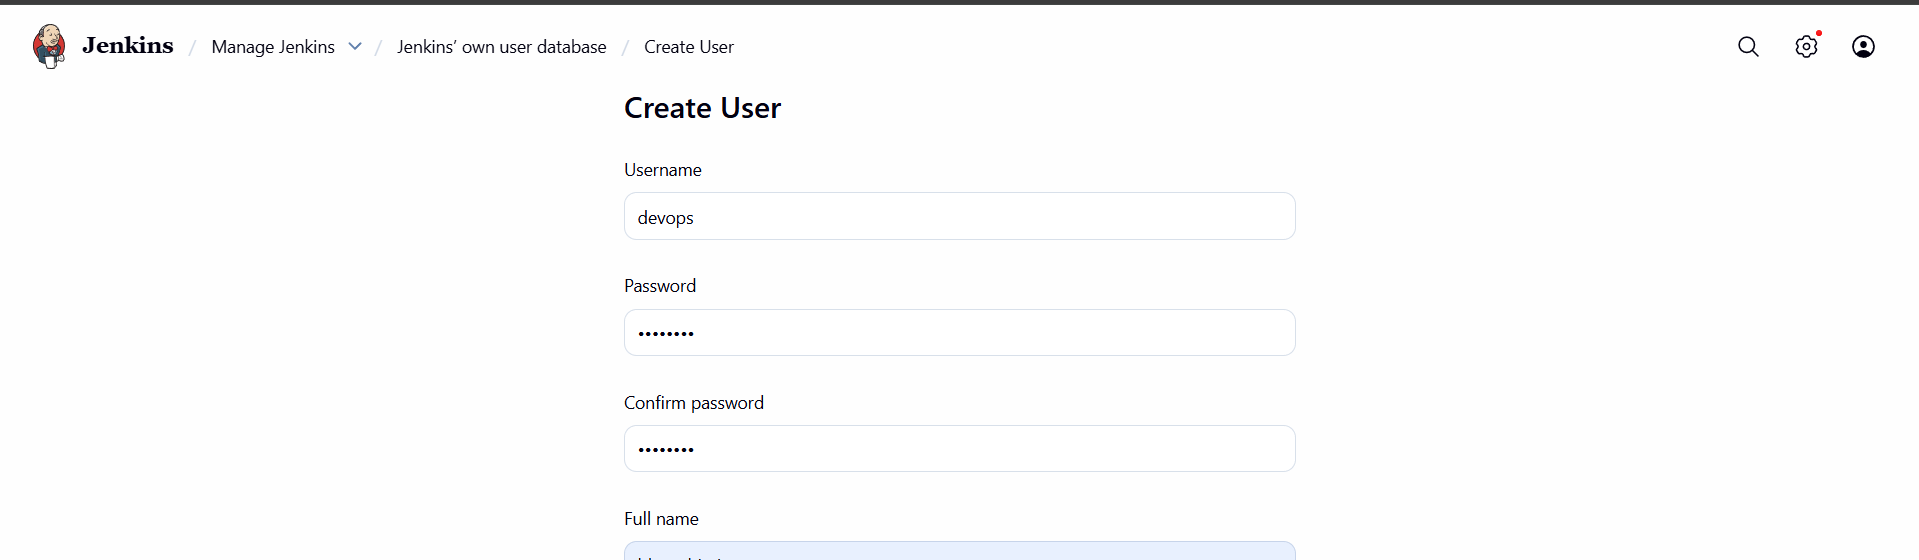 Jenkins / Manage Jenkins / Jenkins’ own user database / Create User
Create User
Username
devops
Password
••••••••
Confirm password
••••••••
Full name